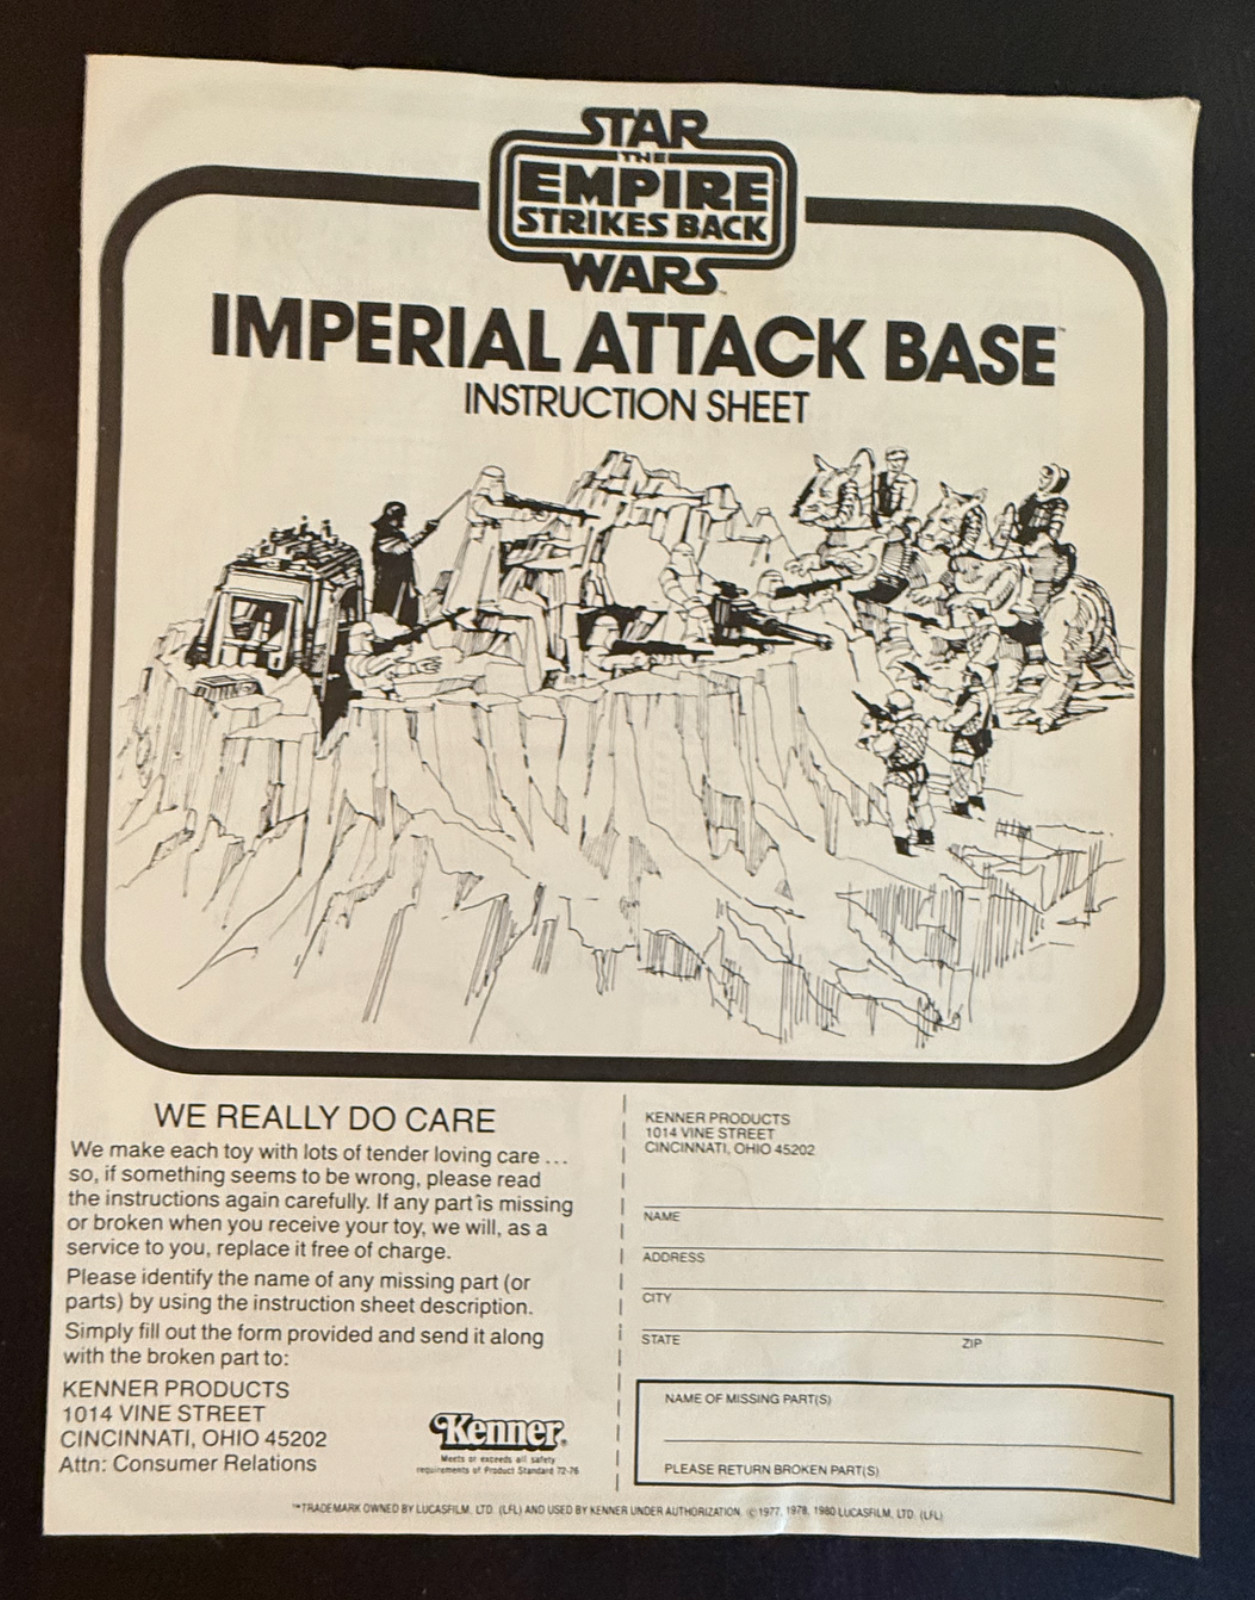 STAR
THE
EMPIRE
STRIKES BACK
WARS™
IMPERIAL ATTACK BASE™
INSTRUCTION SHEET
WE REALLY DO CARE
We make each toy with lots of tender loving care ...
so, if something seems to be wrong, please read
the instructions again carefully. If any part is missing
or broken when you receive your toy, we will, as a
service to you, replace it free of charge.
Please identify the name of any missing part (or
parts) by using the instruction sheet description.
Simply fill out the form provided and send it along
with the broken part to:
KENNER PRODUCTS
1014 VINE STREET
CINCINNATI, OHIO 45202
Attn: Consumer Relations
Kenner®
Meets or exceeds all safety
requirements of Product Standard 72-76
KENNER PRODUCTS
1014 VINE STREET
CINCINNATI, OHIO 45202
NAME
ADDRESS
CITY
STATE ZIP
NAME OF MISSING PART(S)
PLEASE RETURN BROKEN PART(S)
™TRADEMARK OWNED BY LUCASFILM, LTD. (LFL) AND USED BY KENNER UNDER AUTHORIZATION. ©1977, 1978, 1980 LUCASFILM, LTD. (LFL)